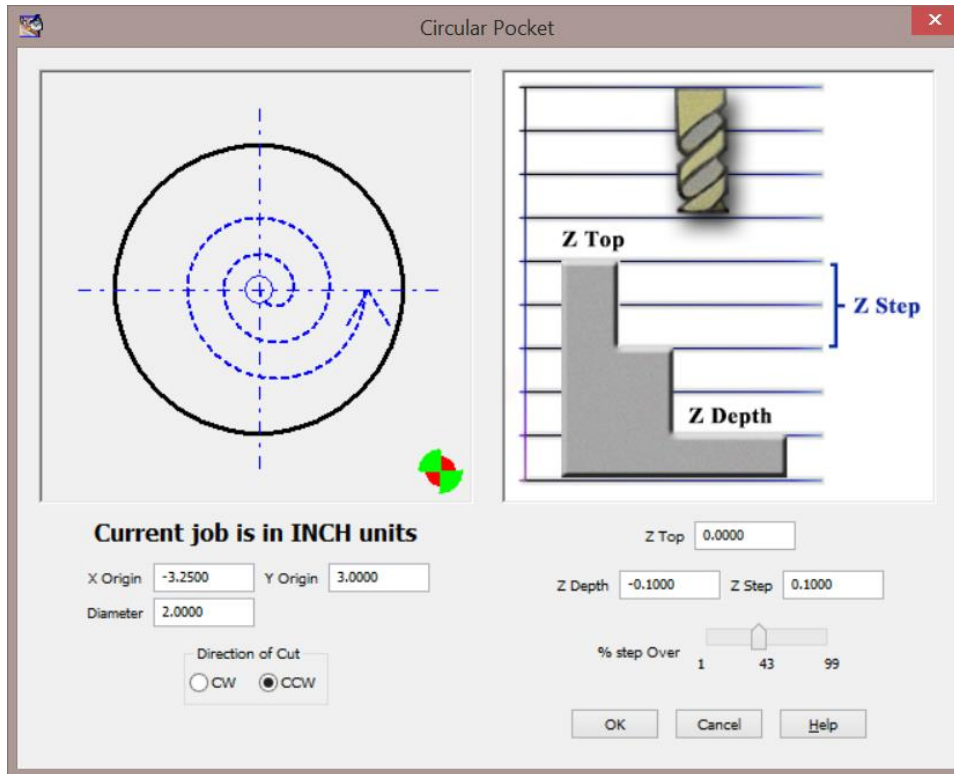 Circular Pocket
Z Top
Z Step
Z Depth
Current job is in INCH units
X Origin -3.2500 Y Origin 3.0000
Diameter 2.0000
Direction of Cut
CW CCW
Z Top 0.0000
Z Depth -0.1000 Z Step 0.1000
% step Over
1 43 99
OK Cancel Help